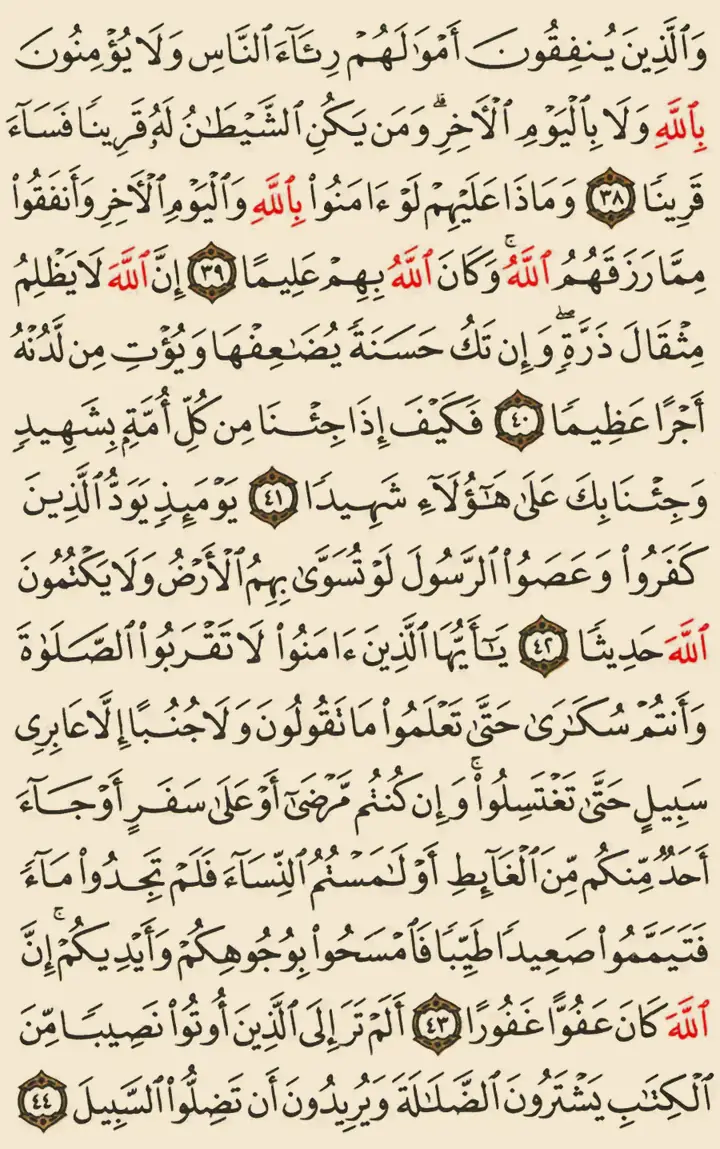 وَٱلَّذِينَ يُنفِقُونَ أَمْوَٰلَهُمْ رِئَآءَ ٱلنَّاسِ وَلَا يُؤْمِنُونَ
بِٱللَّهِ وَلَا بِٱلْيَوْمِ ٱلْأَخِرِ ۗ وَمَن يَكُنِ ٱلشَّيْطَٰنُ لَهُۥ قَرِينًا فَسَآءَ
قَرِينًا ٣٨ وَمَاذَا عَلَيْهِمْ لَوْ ءَامَنُوا۟ بِٱللَّهِ وَٱلْيَوْمِ ٱلْأَخِرِ وَأَنفَقُوا۟
مِمَّا رَزَقَهُمُ ٱللَّهُ ۚ وَكَانَ ٱللَّهُ بِهِمْ عَلِيمًا ٣٩ إِنَّ ٱللَّهَ لَا يَظْلِمُ
مِثْقَالَ ذَرَّةٍ ۖ وَإِن تَكُ حَسَنَةً يُضَٰعِفْهَا وَيُؤْتِ مِن لَّدُنْهُ
أَجْرًا عَظِيمًا ٤٠ فَكَيْفَ إِذَا جِئْنَا مِن كُلِّ أُمَّةٍۭ بِشَهِيدٍ
وَجِئْنَا بِكَ عَلَىٰ هَٰٓؤُلَآءِ شَهِيدًا ٤١ يَوْمَئِذٍ يَوَدُّ ٱلَّذِينَ
كَفَرُوا۟ وَعَصَوُا۟ ٱلرَّسُولَ لَوْ تُسَوَّىٰ بِهِمُ ٱلْأَرْضُ وَلَا يَكْتُمُونَ
ٱللَّهَ حَدِيثًا ٤٢ يَٰٓأَيُّهَا ٱلَّذِينَ ءَامَنُوا۟ لَا تَقْرَبُوا۟ ٱلصَّلَوٰةَ
وَأَنتُمْ سُكَٰرَىٰ حَتَّىٰ تَعْلَمُوا۟ مَا تَقُولُونَ وَلَا جُنُبًا إِلَّا عَابِرِى
سَبِيلٍ حَتَّىٰ تَغْتَسِلُوا۟ ۚ وَإِن كُنتُم مَّرْضَىٰٓ أَوْ عَلَىٰ سَفَرٍ أَوْ جَآءَ
أَحَدٌ مِّنكُم مِّنَ ٱلْغَآئِطِ أَوْ لَٰمَسْتُمُ ٱلنِّسَآءَ فَلَمْ تَجِدُوا۟ مَآءً
فَتَيَمَّمُوا۟ صَعِيدًا طَيِّبًا فَٱمْسَحُوا۟ بِوُجُوهِكُمْ وَأَيْدِيكُمْ ۚ إِنَّ
ٱللَّهَ كَانَ عَفُوًّا غَفُورًا ٤٣ أَلَمْ تَرَ إِلَى ٱلَّذِينَ أُوتُوا۟ نَصِيبًا مِّنَ
ٱلْكِتَٰبِ يَشْتَرُونَ ٱلضَّلَٰلَةَ وَيُرِيدُونَ أَن تَضِلُّوا۟ ٱلسَّبِيلَ ٤٤